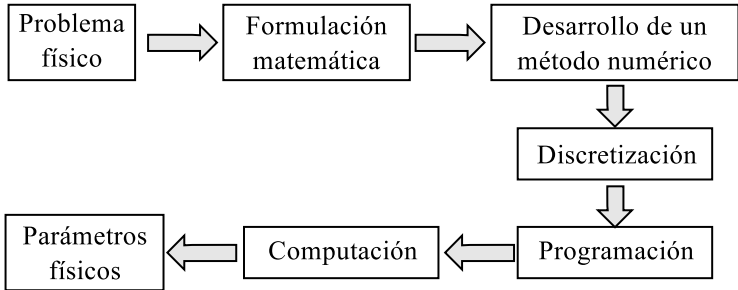 Problema
físico
Formulación
matemática
Desarrollo de un
método numérico
Discretización
Programación
Computación
Parámetros
físicos